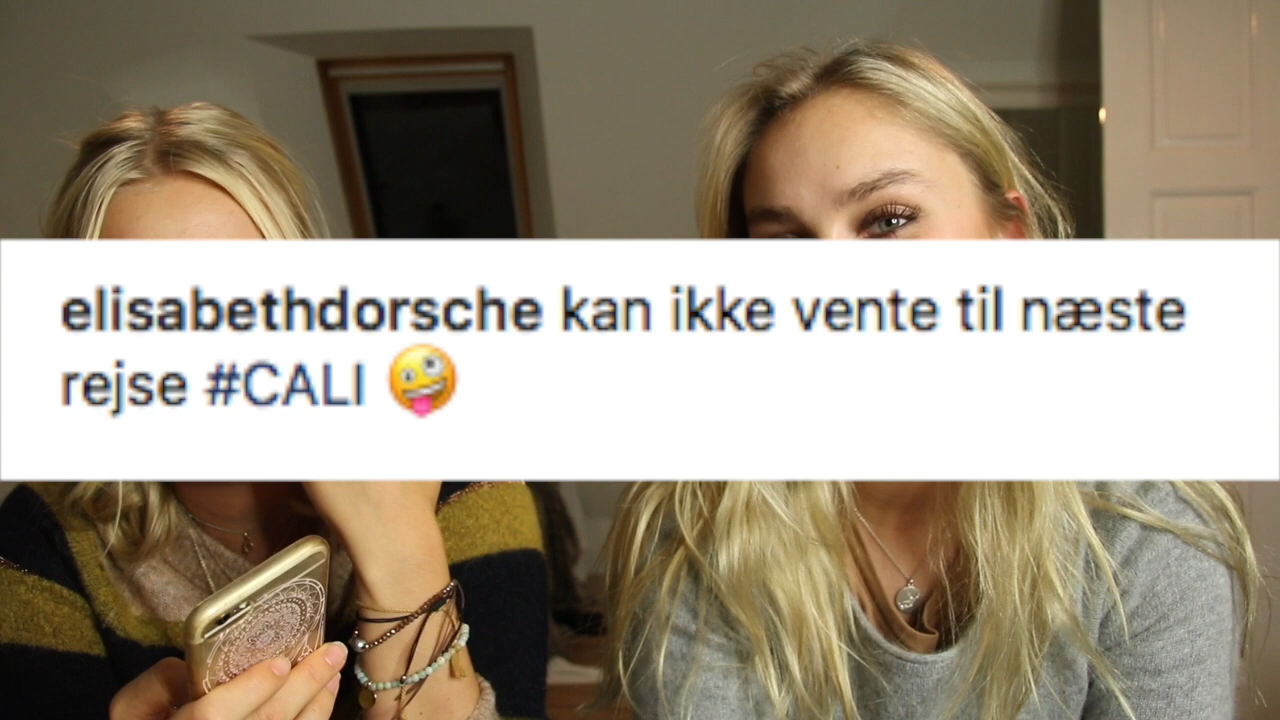 elisabethdorsche kan ikke vente til næste
rejse #CALI 🤪